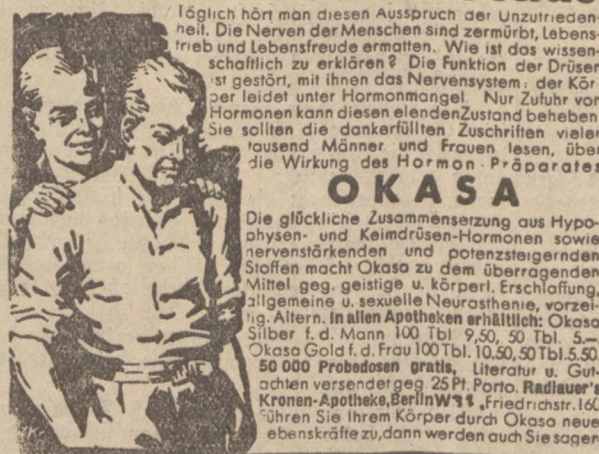 Täglich hört man diesen Ausspruch der Unzufrieden-
heit. Die Nerven der Menschen sind zermürbt, Lebens-
trieb und Lebensfreude ermatten. Wie ist das wissen-
schaftlich zu erklären? Die Funktion der Drüsen
ist gestört, mit ihnen das Nervensystem: der Kör
per leidet unter Hormonmangel. Nur Zufuhr von
Hormonen kann diesen elenden Zustand beheben
Sie sollten die dankerfüllten Zuschriften vieler
tausend Männer und Frauen lesen, über
die Wirkung des Hormon-Präparates
OKASA
Die glückliche Zusammensetzung aus Hypo-
physen- und Keimdrüsen-Hormonen sowie
nervenstärkenden und potenzsteigernden
Stoffen macht Okasa zu dem überragenden
Mittel geg. geistige u. körperl. Erschlaffung,
allgemeine u. sexuelle Neurasthenie, vorzei-
tig. Altern. In allen Apotheken erhältlich: Okasa
Silber f. d. Mann 100 Tbl 9,50, 50 Tbl. 5.—
Okasa Gold f. d. Frau 100 Tbl. 10.50, 50 Tbl. 5.50.
50 000 Probedosen gratis, Literatur u. Gut-
achten versendet geg. 25 Pf. Porto. Radlauer's
Kronen-Apotheke, Berlin W Friedrichstr. 160
Führen Sie Ihrem Körper durch Okasa neue
Lebenskräfte zu, dann werden auch Sie sagen